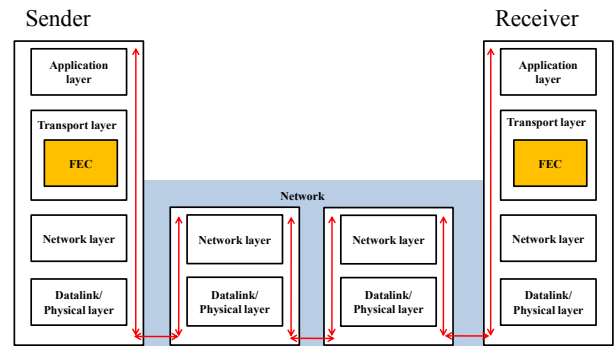 Sender
Receiver
Application
layer
Transport layer
FEC
Network layer
Datalink/
Physical layer
Network
Network layer
Datalink/
Physical layer
Network layer
Datalink/
Physical layer
Application
layer
Transport layer
FEC
Network layer
Datalink/
Physical layer